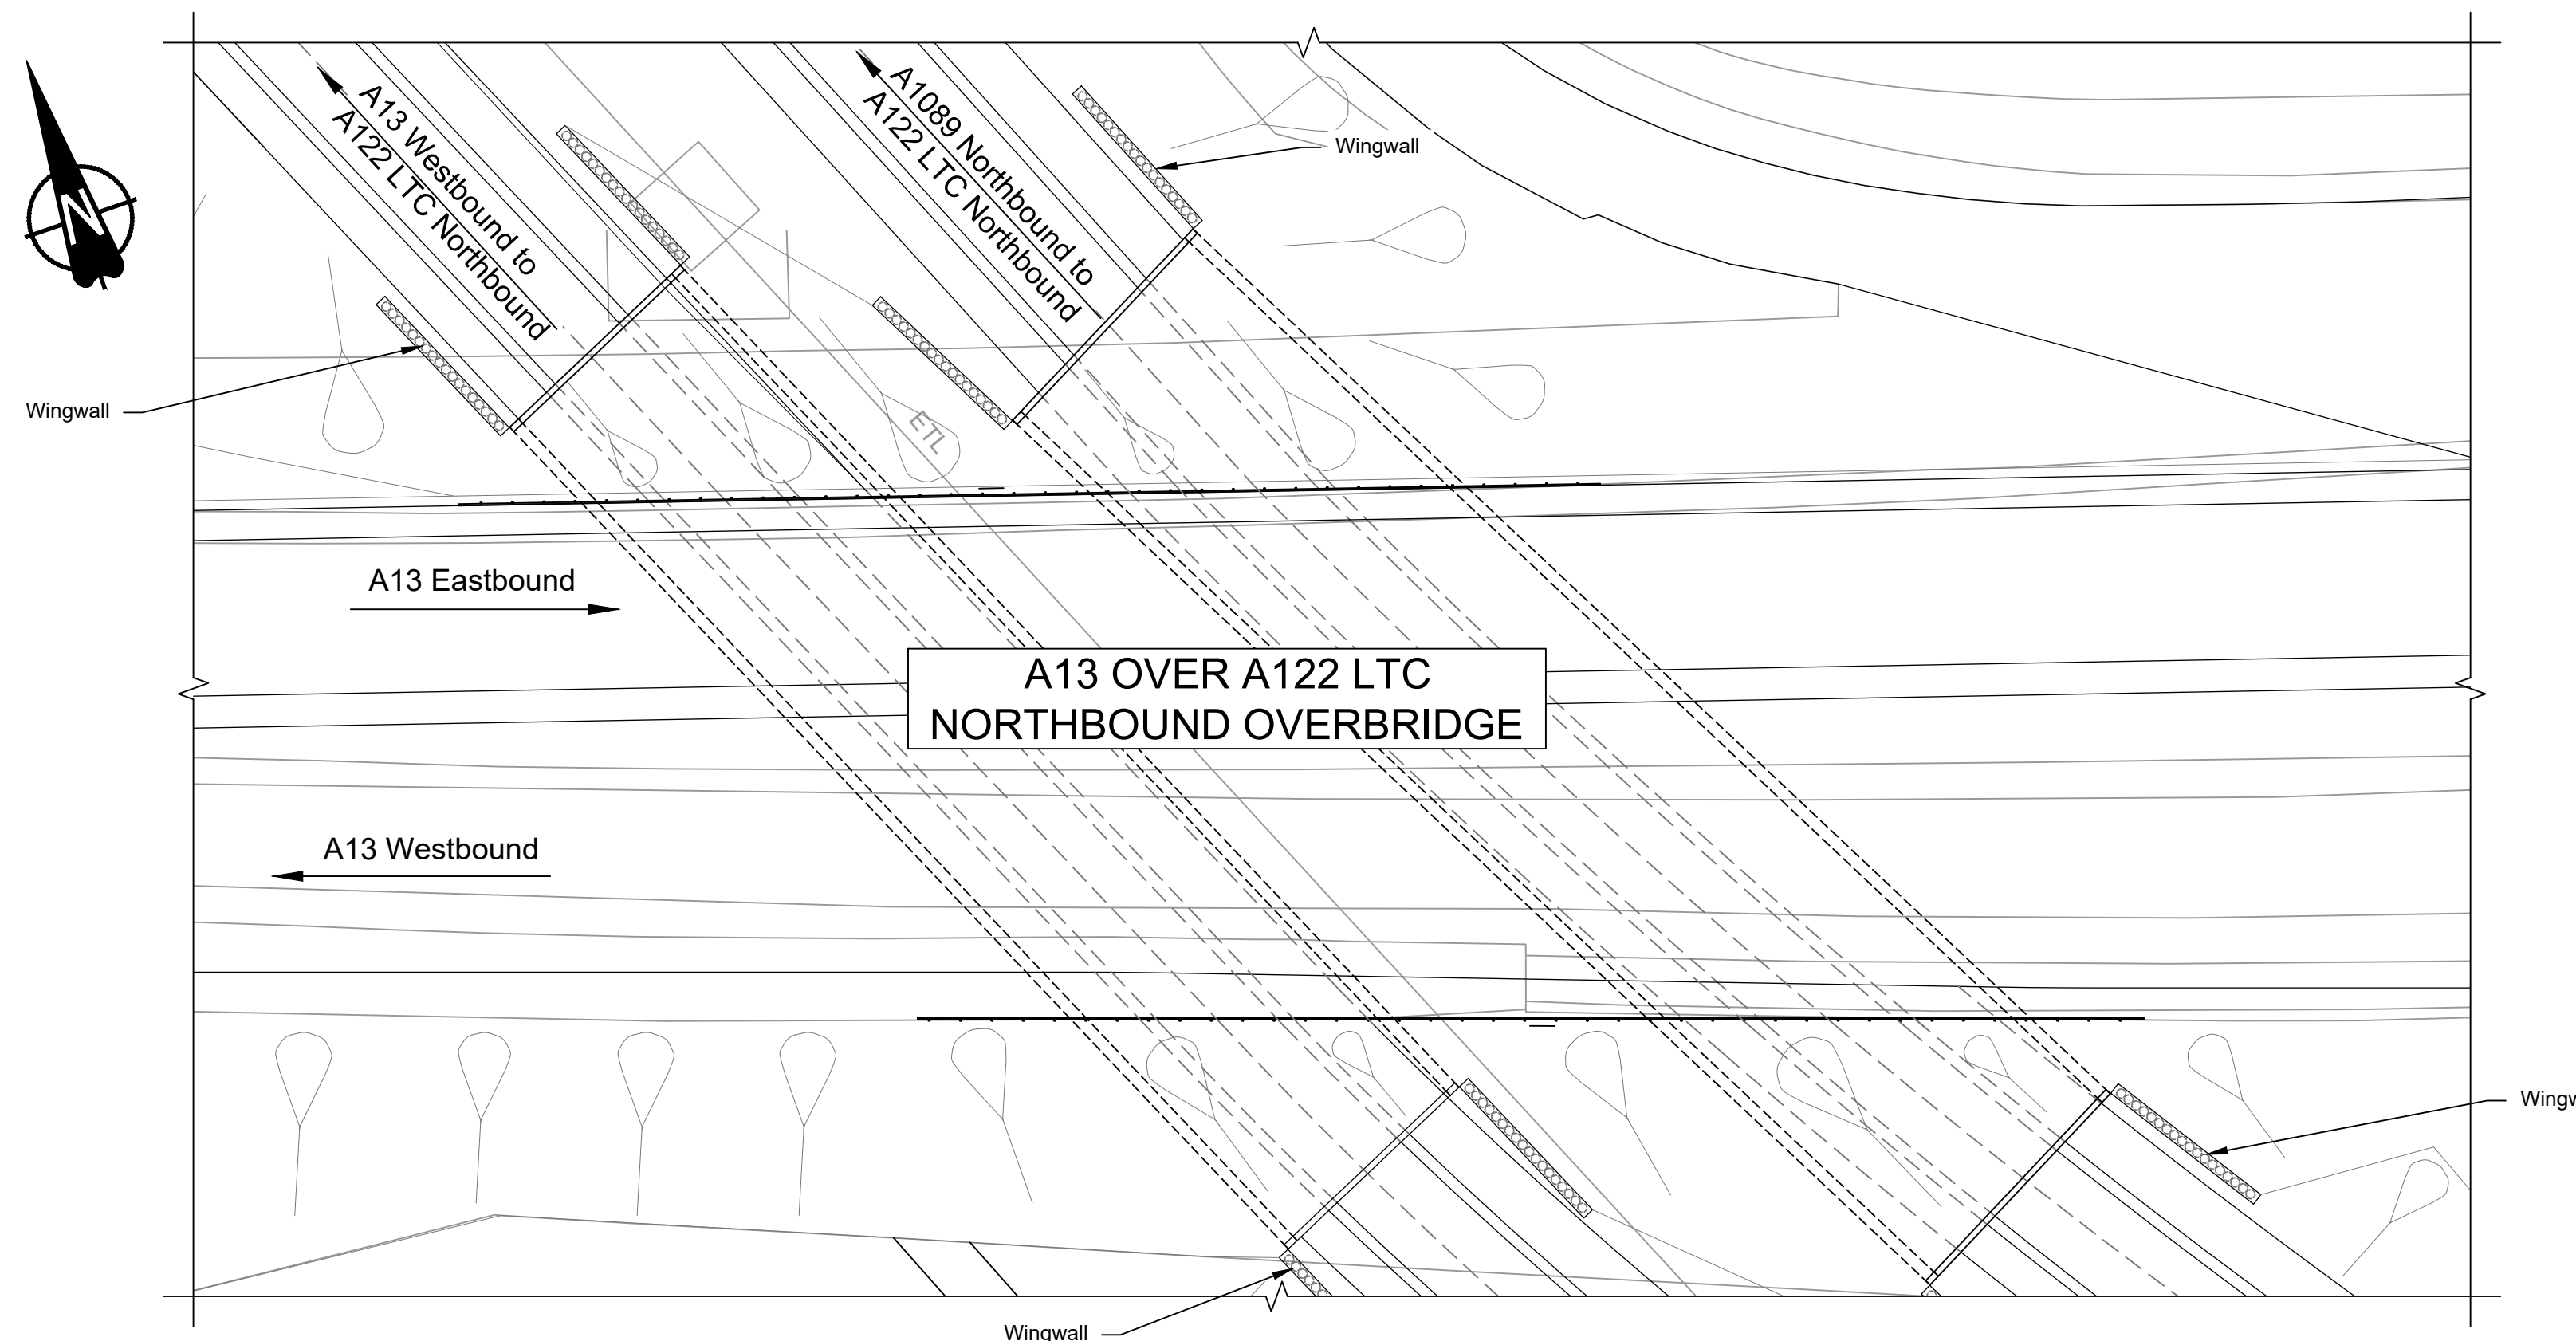 A13 Westbound to
A122 LTC Northbound
A1089 Northbound to
A122 LTC Northbound
Wingwall
N
Wingwall
ETL
A13 Eastbound
A13 OVER A122 LTC
NORTHBOUND OVERBRIDGE
A13 Westbound
Wingw
Wingwall